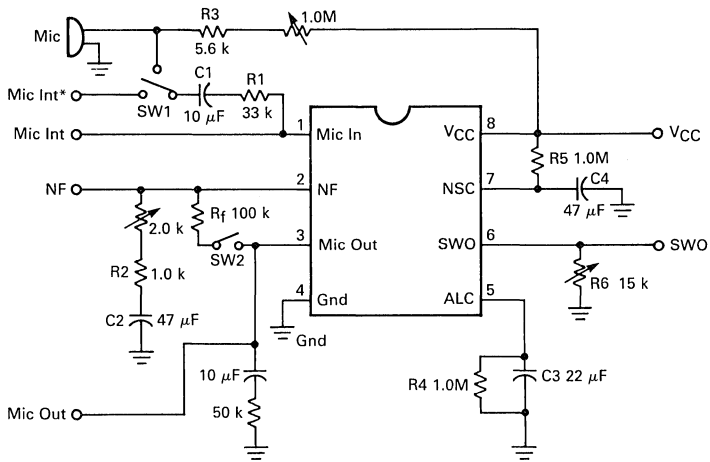 1.0M
R3
5.6 k
Mic
Mic Int*
SW1
C1
10 μF
R1
33 k
Mic Int
1
Mic In
VCC
8
VCC
R5 1.0M
NF
2
NF
NSC
7
C4
47 μF
2.0 k
Rf 100 k
SW2
3
Mic Out
SWO
6
SWO
R6 15 k
R2
1.0 k
C2
47 μF
4
Gnd
ALC
5
Gnd
10 μF
50 k
R4 1.0M
C3 22 μF
Mic Out